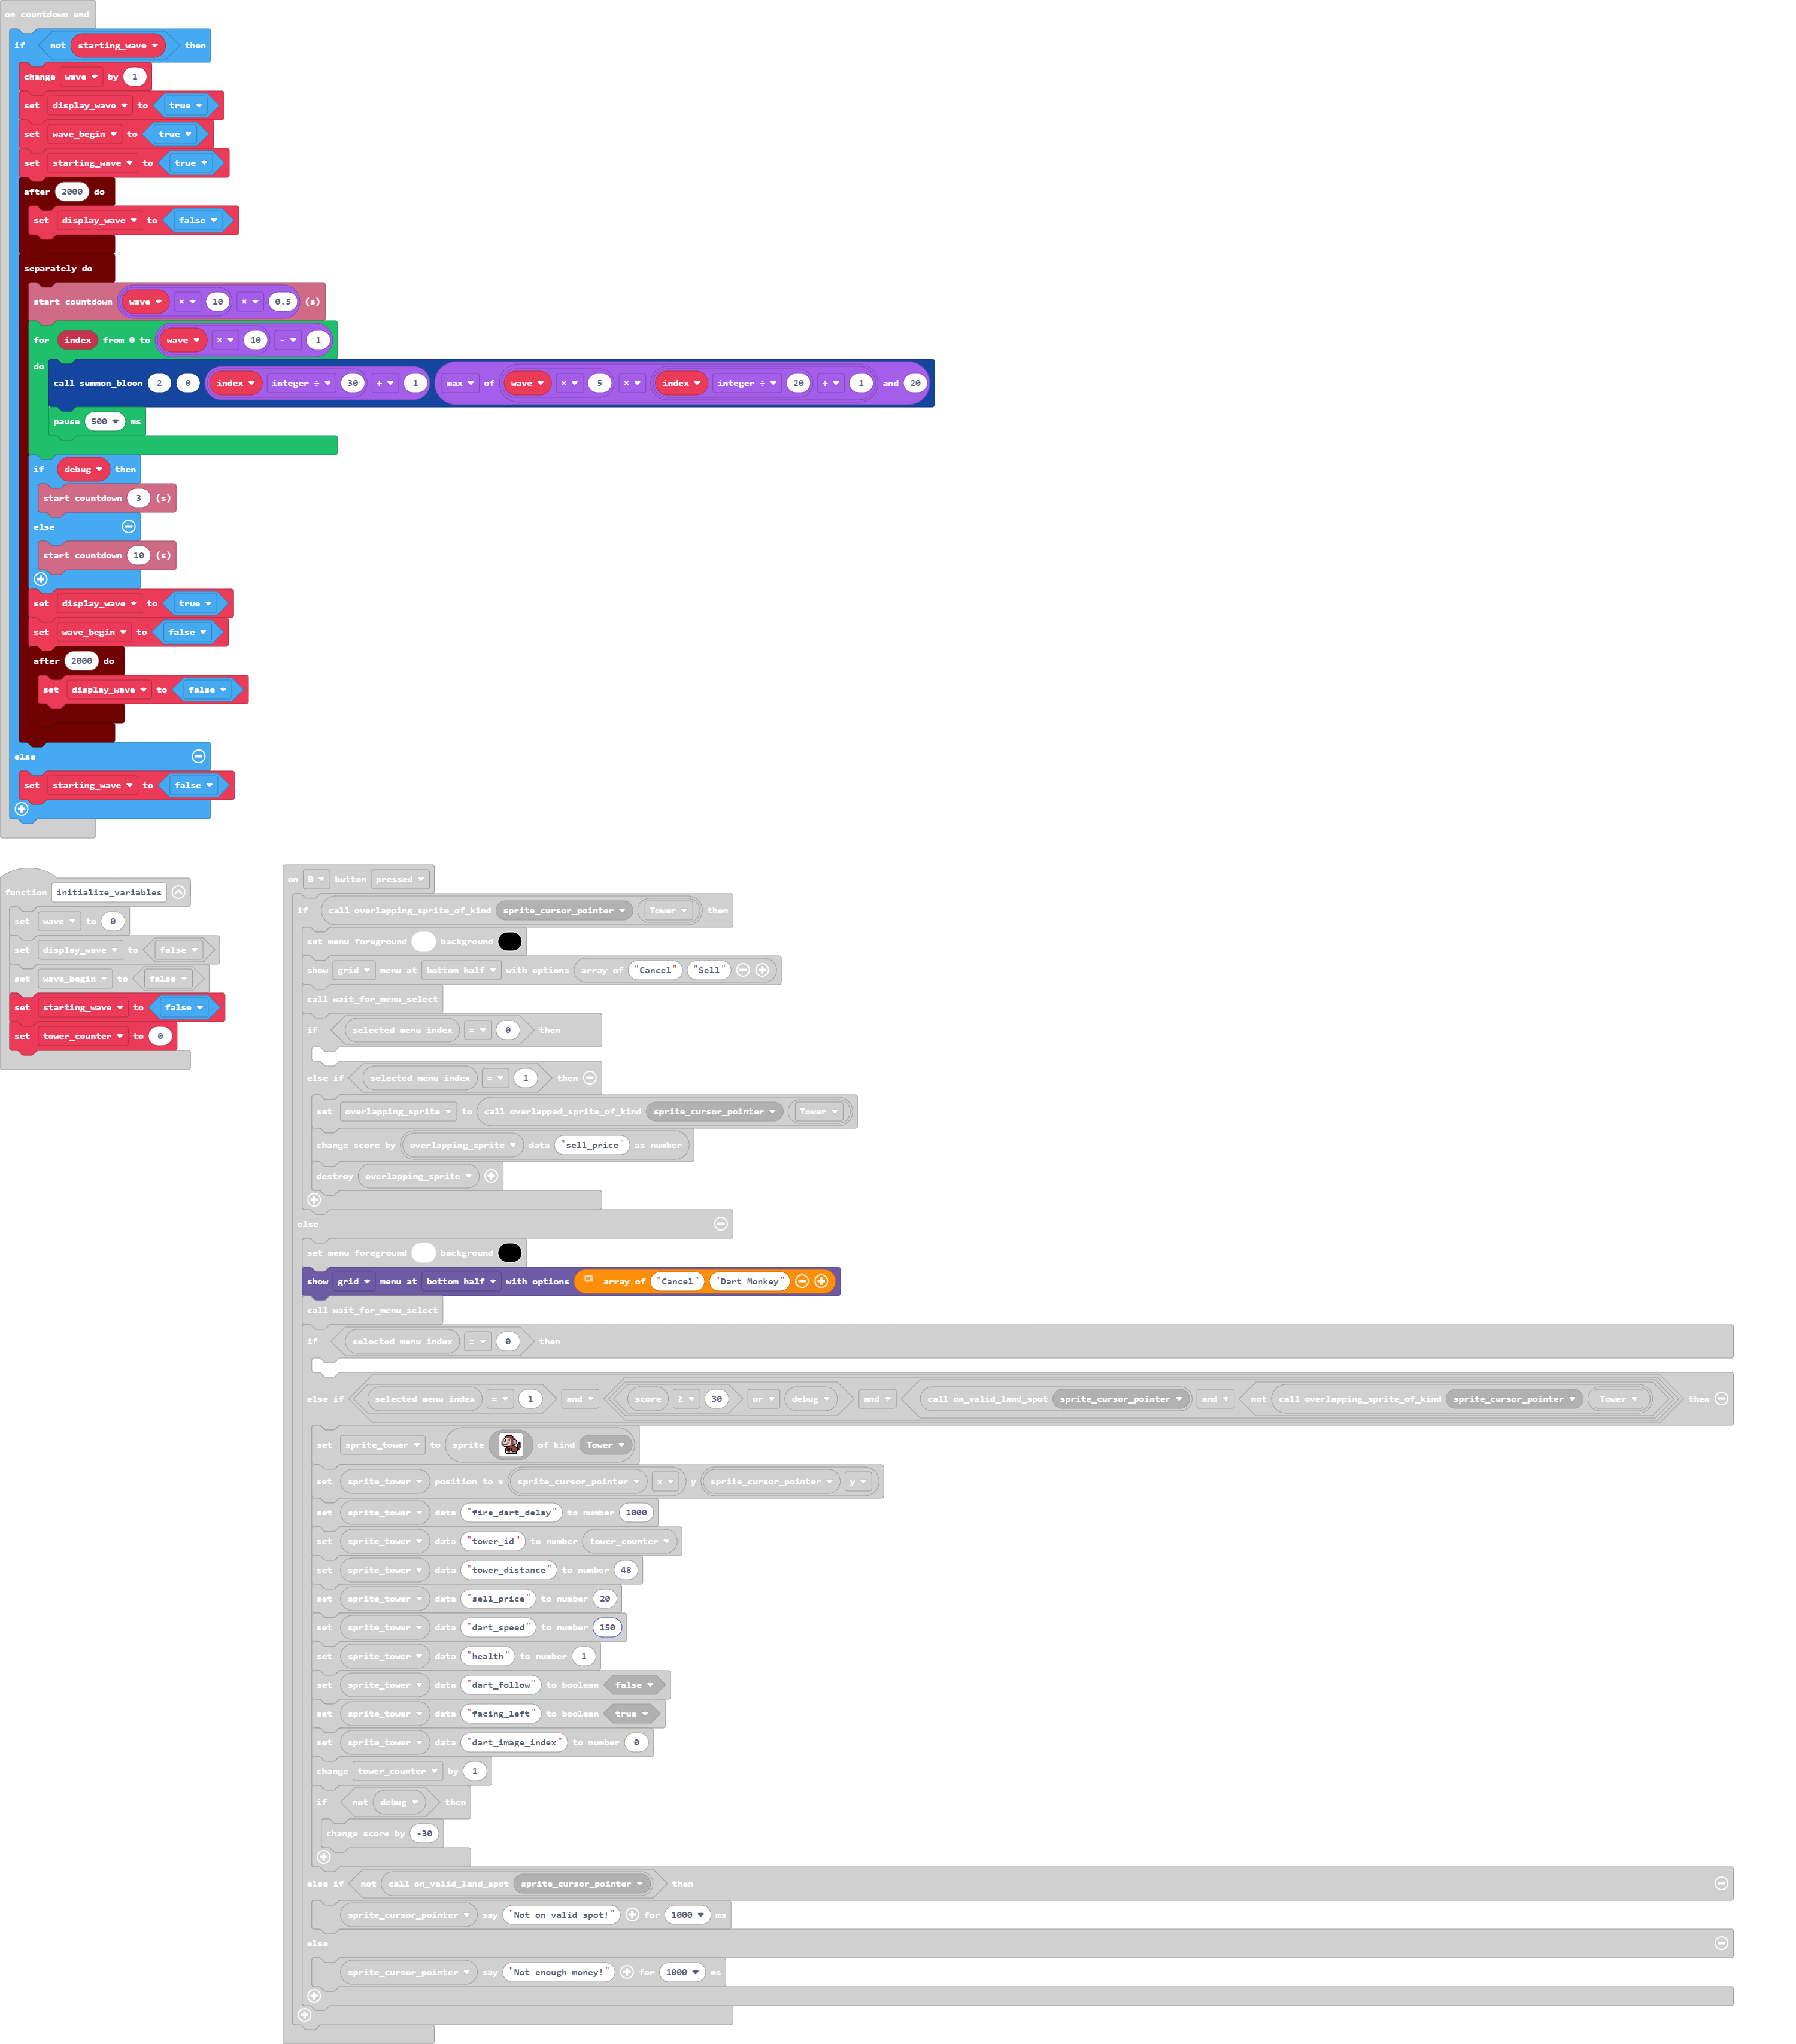 on countdown end
if not starting_wave then
change wave by 1
set display_wave to true
set wave_begin to true
set starting_wave to true
after 2000 do
set display_wave to false
separately do
start countdown wave × 10 × 0.5 (s)
for index from 0 to wave × 10 - 1
do
call summon_bloon 2 0 index integer ÷ 30 + 1 max of wave × 5 × index integer ÷ 20 + 1 and 20
pause 500 ms
if debug then
start countdown 3 (s)
else
start countdown 10 (s)
set display_wave to true
set wave_begin to false
after 2000 do
set display_wave to false
else
set starting_wave to false
function initialize_variables
set wave to 0
set display_wave to false
set wave_begin to false
set starting_wave to false
set tower_counter to 0
on B button pressed
if call overlapping_sprite_of_kind sprite_cursor_pointer Tower then
set menu foreground background
show grid menu at bottom half with options array of "Cancel" "Sell"
call wait_for_menu_select
if selected menu index = 0 then
else if selected menu index = 1 then
set overlapping_sprite to call overlapped_sprite_of_kind sprite_cursor_pointer Tower
change score by overlapping_sprite data "sell_price" as number
destroy overlapping_sprite
else
set menu foreground background
show grid menu at bottom half with options array of "Cancel" "Dart Monkey"
call wait_for_menu_select
if selected menu index = 0 then
else if selected menu index = 1 and score ≥ 30 or debug and call on_valid_land_spot sprite_cursor_pointer and not call overlapping_sprite_of_kind sprite_cursor_pointer Tower then
set sprite_tower to sprite of kind Tower
set sprite_tower position to x sprite_cursor_pointer x y sprite_cursor_pointer y
set sprite_tower data "fire_dart_delay" to number 1000
set sprite_tower data "tower_id" to number tower_counter
set sprite_tower data "tower_distance" to number 48
set sprite_tower data "sell_price" to number 20
set sprite_tower data "dart_speed" to number 150
set sprite_tower data "health" to number 1
set sprite_tower data "dart_follow" to boolean false
set sprite_tower data "facing_left" to boolean true
set sprite_tower data "dart_image_index" to number 0
change tower_counter by 1
if not debug then
change score by -30
else if not call on_valid_land_spot sprite_cursor_pointer then
sprite_cursor_pointer say "Not on valid spot!" for 1000 ms
else
sprite_cursor_pointer say "Not enough money!" for 1000 ms